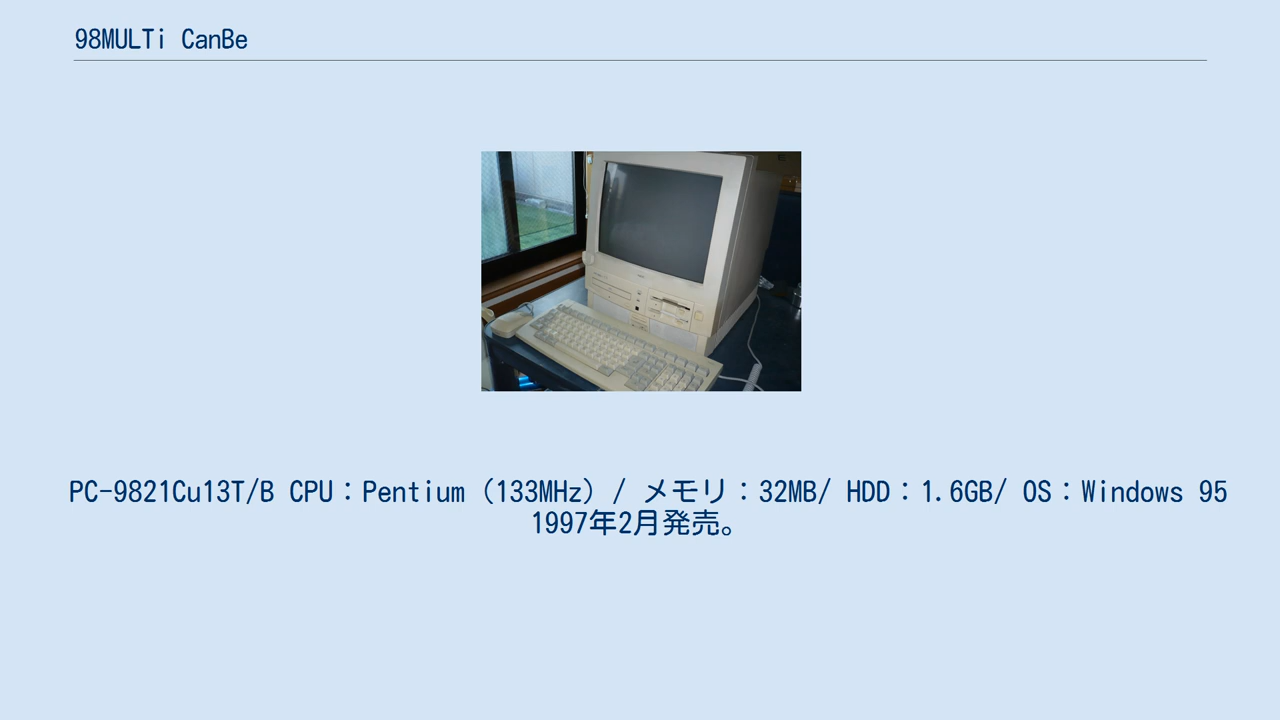 98MULTi CanBe
PC-9821Cu13T/B CPU：Pentium（133MHz）/ メモリ：32MB/ HDD：1.6GB/ OS：Windows 95
1997年2月発売。